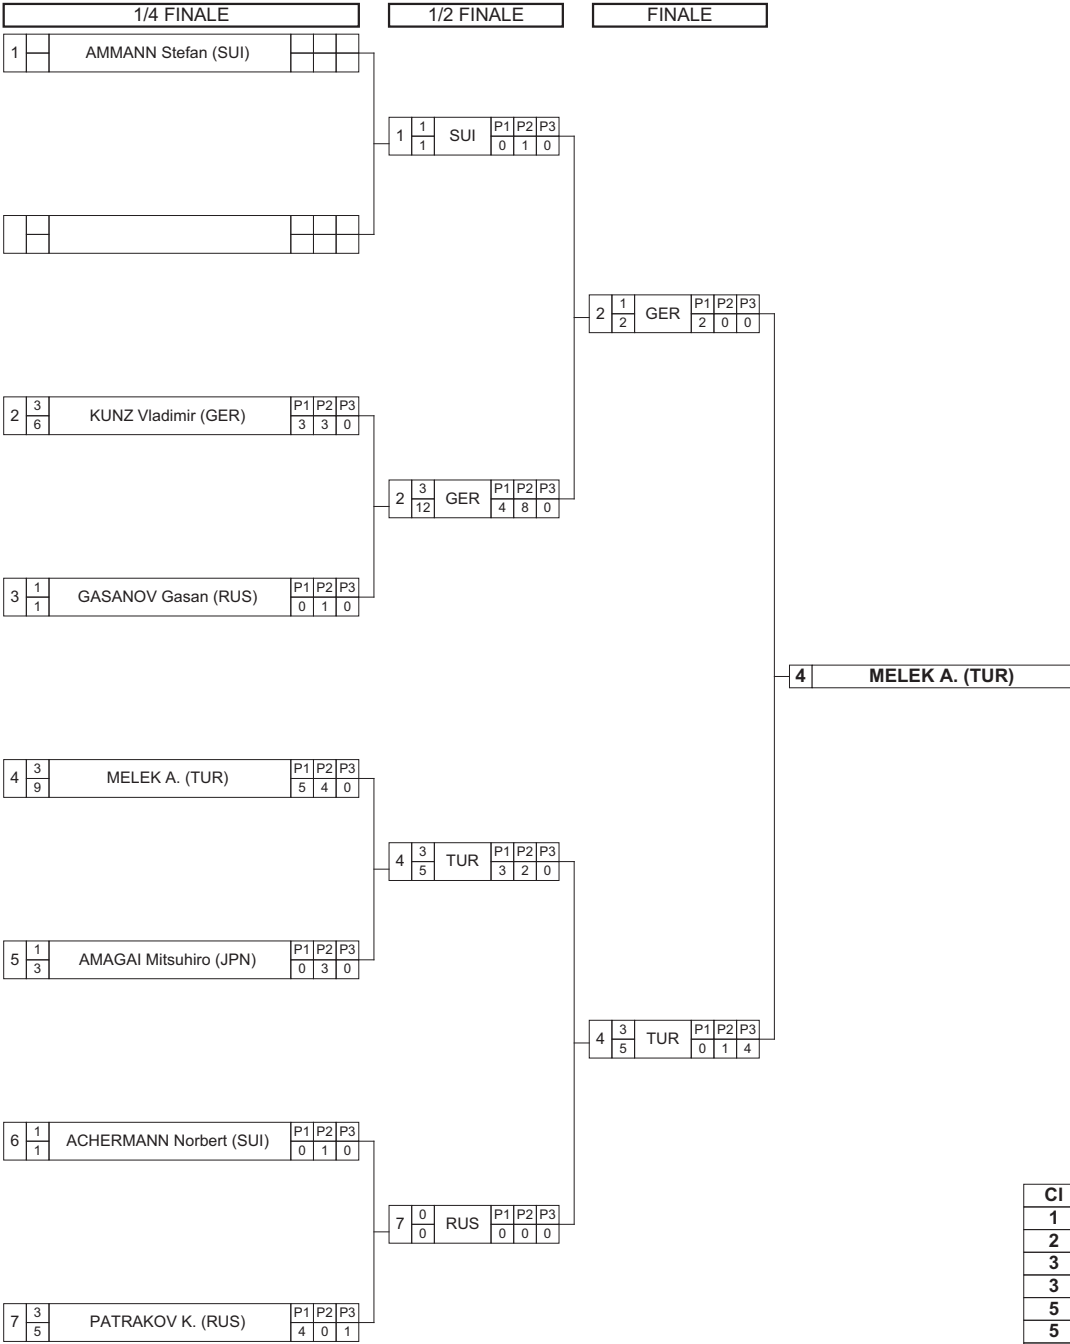 1/4 FINALE 1/2 FINALE FINALE
1 AMMANN Stefan (SUI)
1 1 SUI P1 P2 P3
1 0 1 0
2 1 GER P1 P2 P3
2 2 0 0
2 3 KUNZ Vladimir (GER) P1 P2 P3
6 3 3 0
2 3 GER P1 P2 P3
12 4 8 0
3 1 GASANOV Gasan (RUS) P1 P2 P3
1 0 1 0
4 MELEK A. (TUR)
4 3 MELEK A. (TUR) P1 P2 P3
9 5 4 0
4 3 TUR P1 P2 P3
5 3 2 0
5 1 AMAGAI Mitsuhiro (JPN) P1 P2 P3
3 0 3 0
4 3 TUR P1 P2 P3
5 0 1 4
6 1 ACHERMANN Norbert (SUI) P1 P2 P3
1 0 1 0
7 0 RUS P1 P2 P3
0 0 0 0
7 3 PATRAKOV K. (RUS) P1 P2 P3
5 4 0 1
Cl
1
2
3
3
5
5